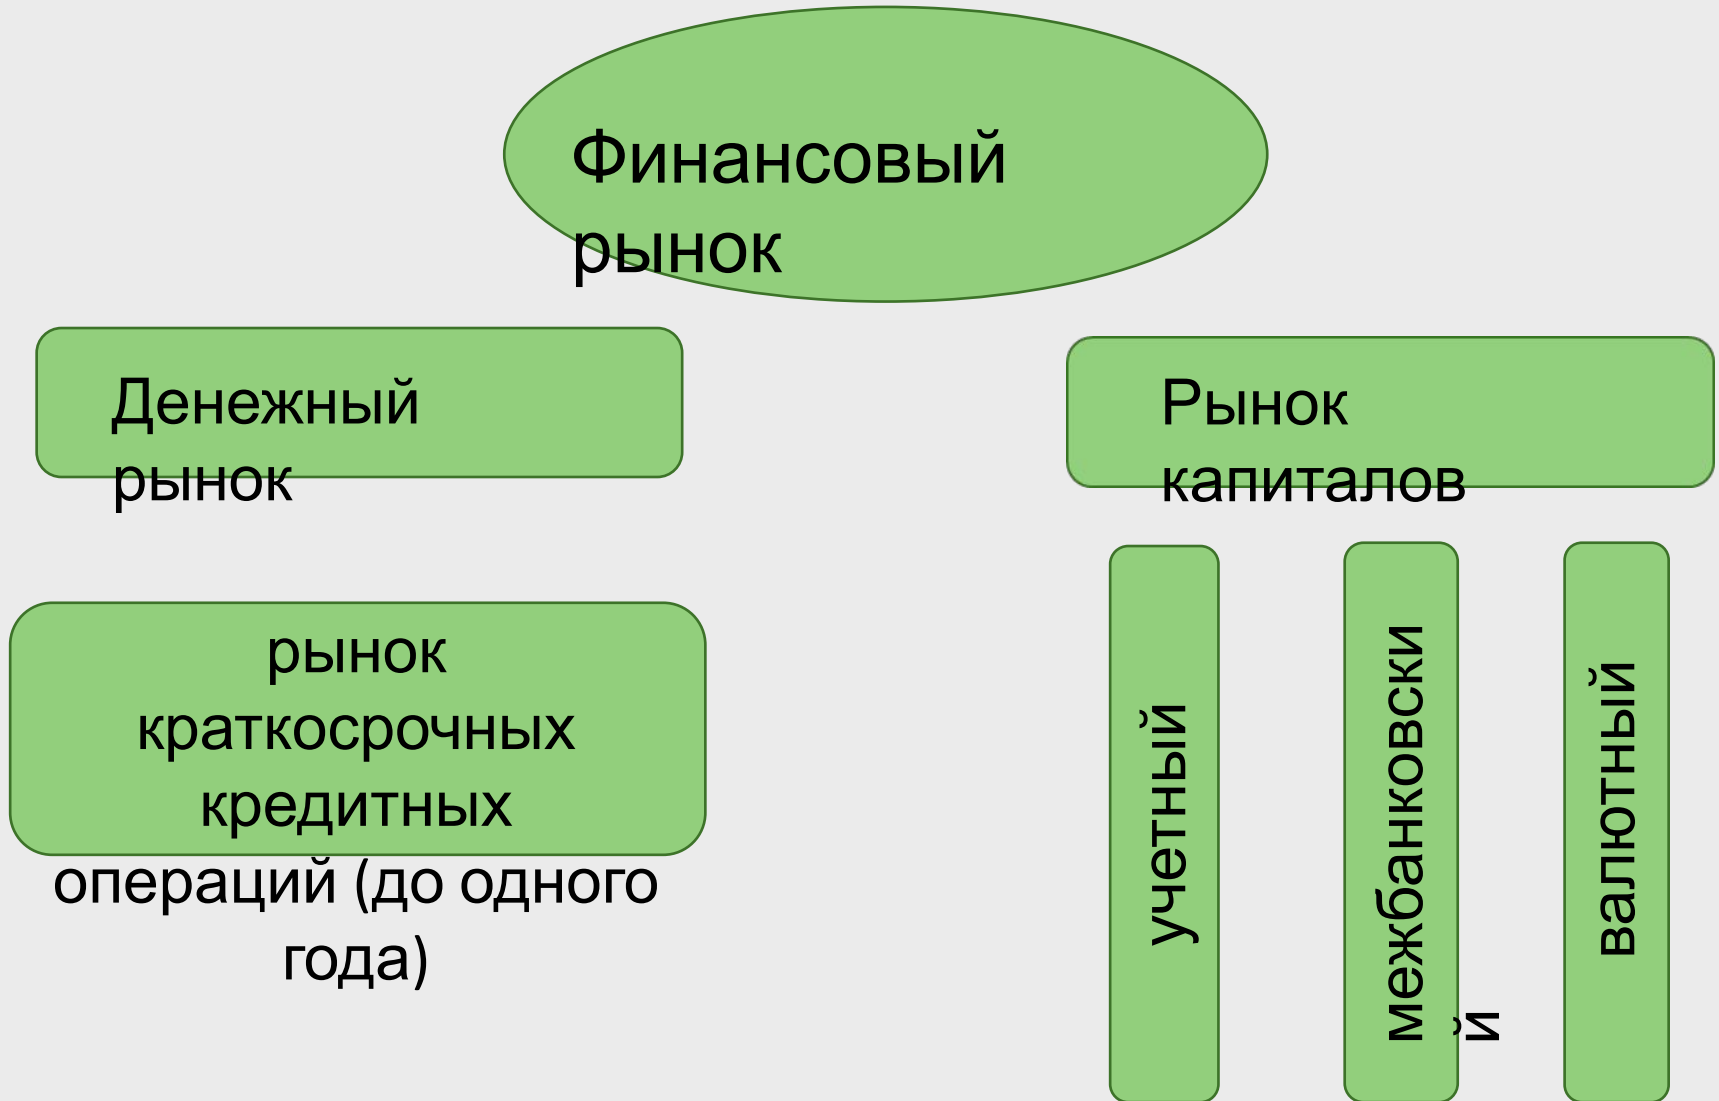 Финансовый
рынок
Денежный
рынок
Рынок
капиталов
рынок
краткосрочных
кредитных
операций (до одного
года)
учетный
межбанковски
й
валютный